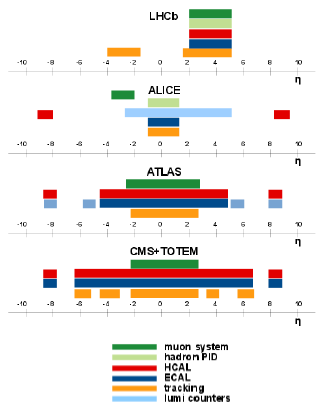 LHCb
-10 -8 -6 -4 -2 0 2 4 6 8 10
η
ALICE
-10 -8 -6 -4 -2 0 2 4 6 8 10
η
ATLAS
-10 -8 -6 -4 -2 0 2 4 6 8 10
η
CMS+TOTEM
-10 -8 -6 -4 -2 0 2 4 6 8 10
η
muon system
hadron PID
HCAL
ECAL
tracking
lumi counters